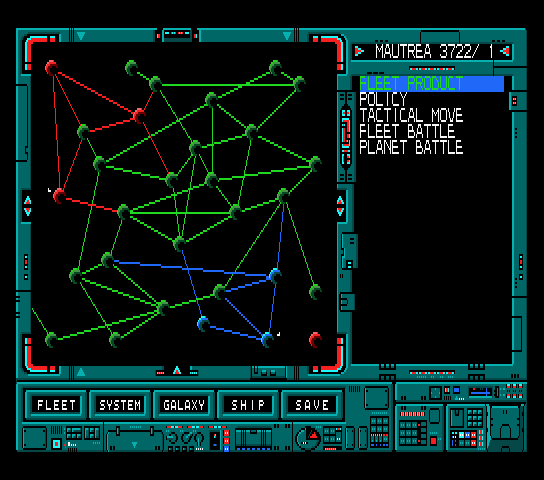 MAUTREA 3722/ 1
FLEET PRODUCT
POLICY
TACTICAL MOVE
FLEET BATTLE
PLANET BATTLE
FLEET SYSTEM GALAXY SHIP SAVE